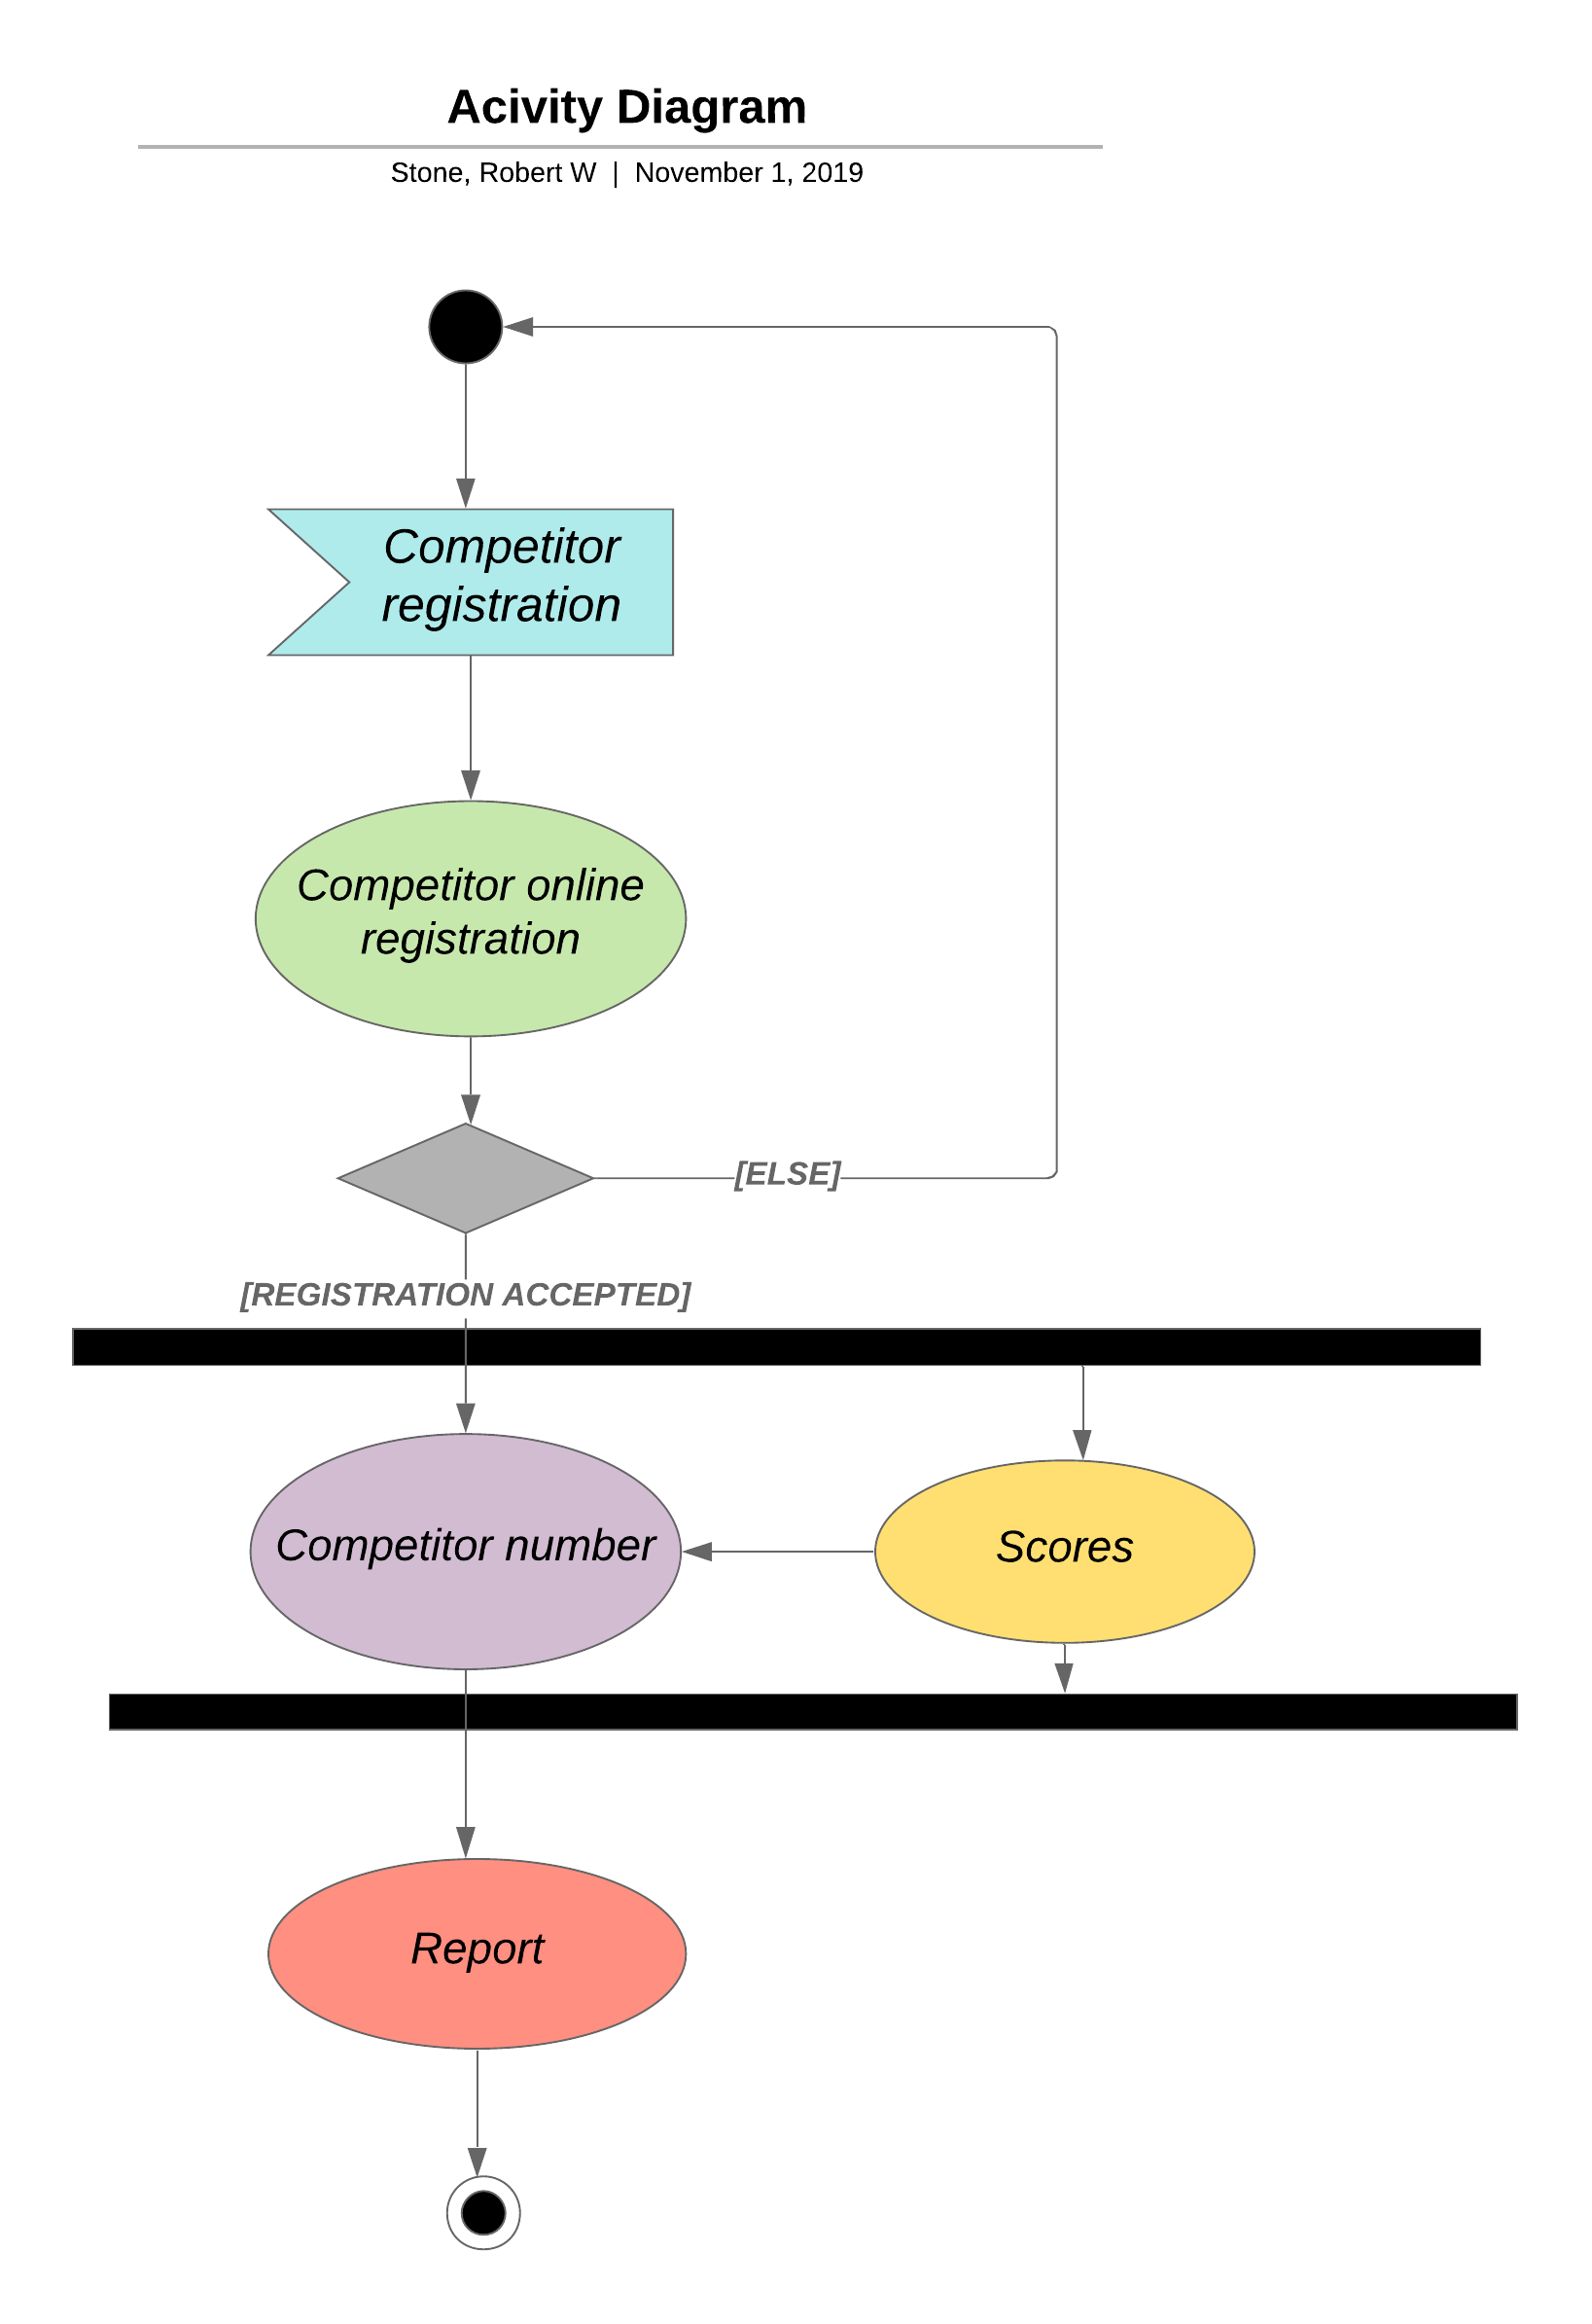 Acivity Diagram
Stone, Robert W | November 1, 2019
Competitor
registration
Competitor online
registration
[ELSE]
[REGISTRATION ACCEPTED]
Competitor number
Scores
Report